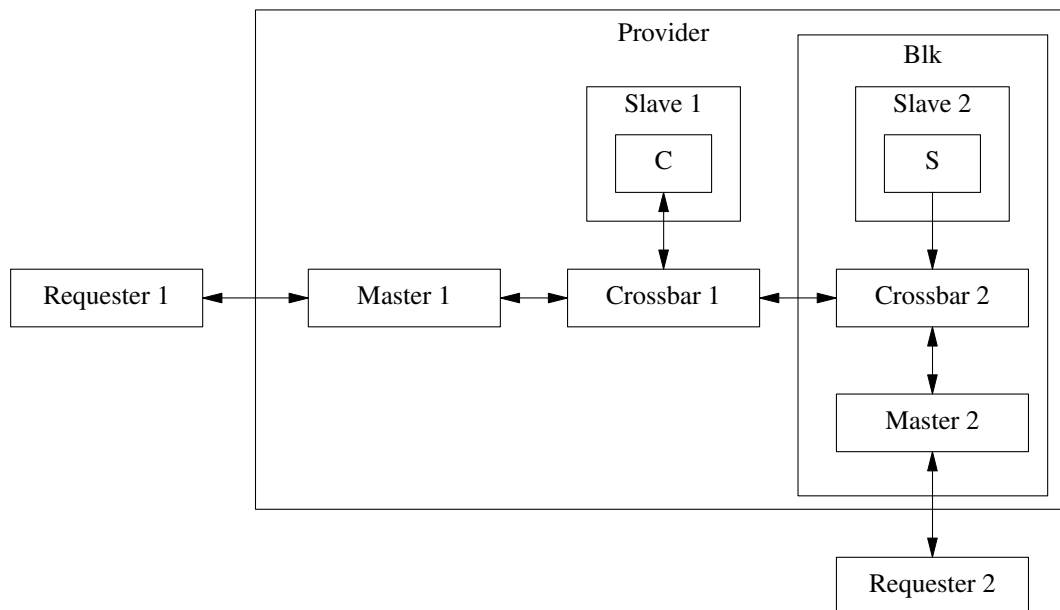 Provider
Blk
Slave 1
Slave 2
C
S
Requester 1
Master 1
Crossbar 1
Crossbar 2
Master 2
Requester 2